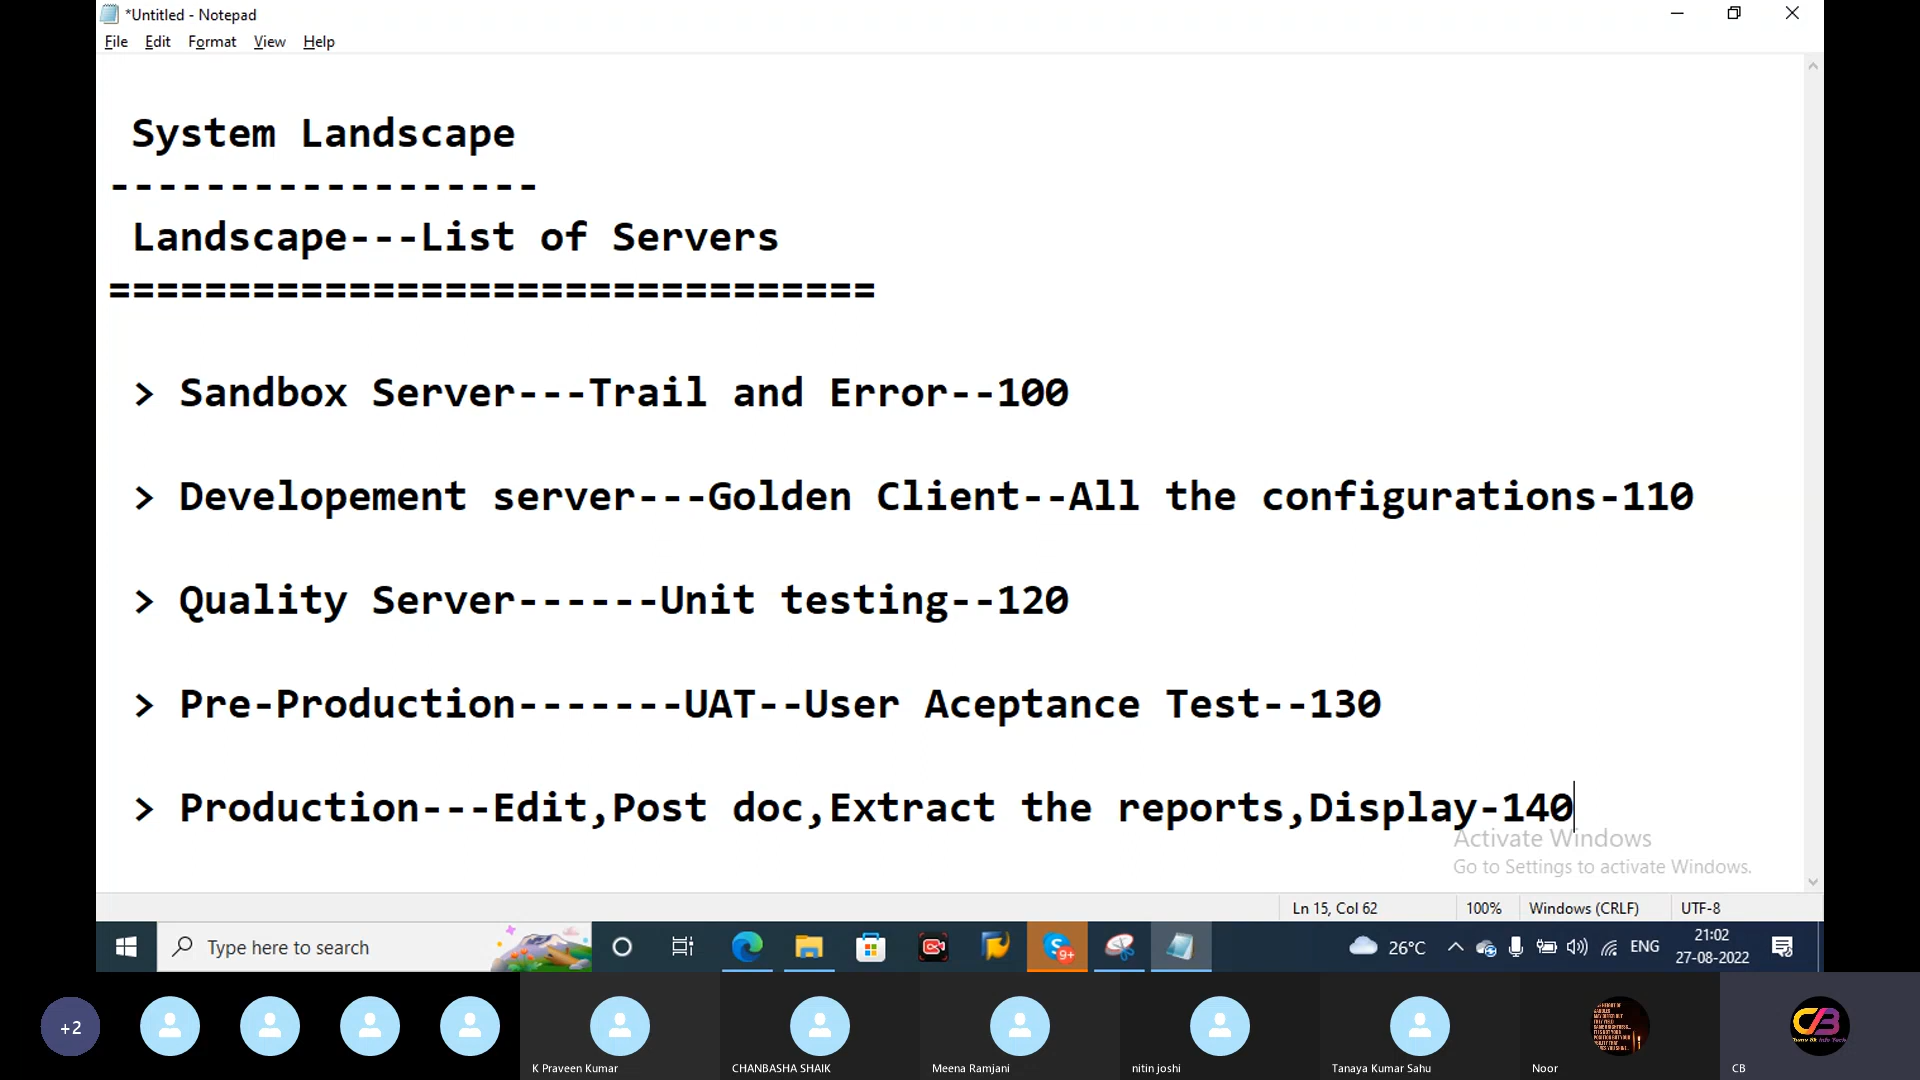 *Untitled - Notepad
File Edit Format View Help
System Landscape
------------------
Landscape---List of Servers
================================
> Sandbox Server---Trail and Error--100
> Developement server---Golden Client--All the configurations-110
> Quality Server------Unit testing--120
> Pre-Production-------UAT--User Aceptance Test--130
> Production---Edit,Post doc,Extract the reports,Display-140
Activate Windows
Go to Settings to activate Windows.
Ln 15, Col 62 100% Windows (CRLF) UTF-8
Type here to search
9+
26°C
ENG
21:02
27-08-2022
+2
K Praveen Kumar
CHANBASHA SHAIK
Meena Ramjani
nitin joshi
Tanaya Kumar Sahu
Noor
CB